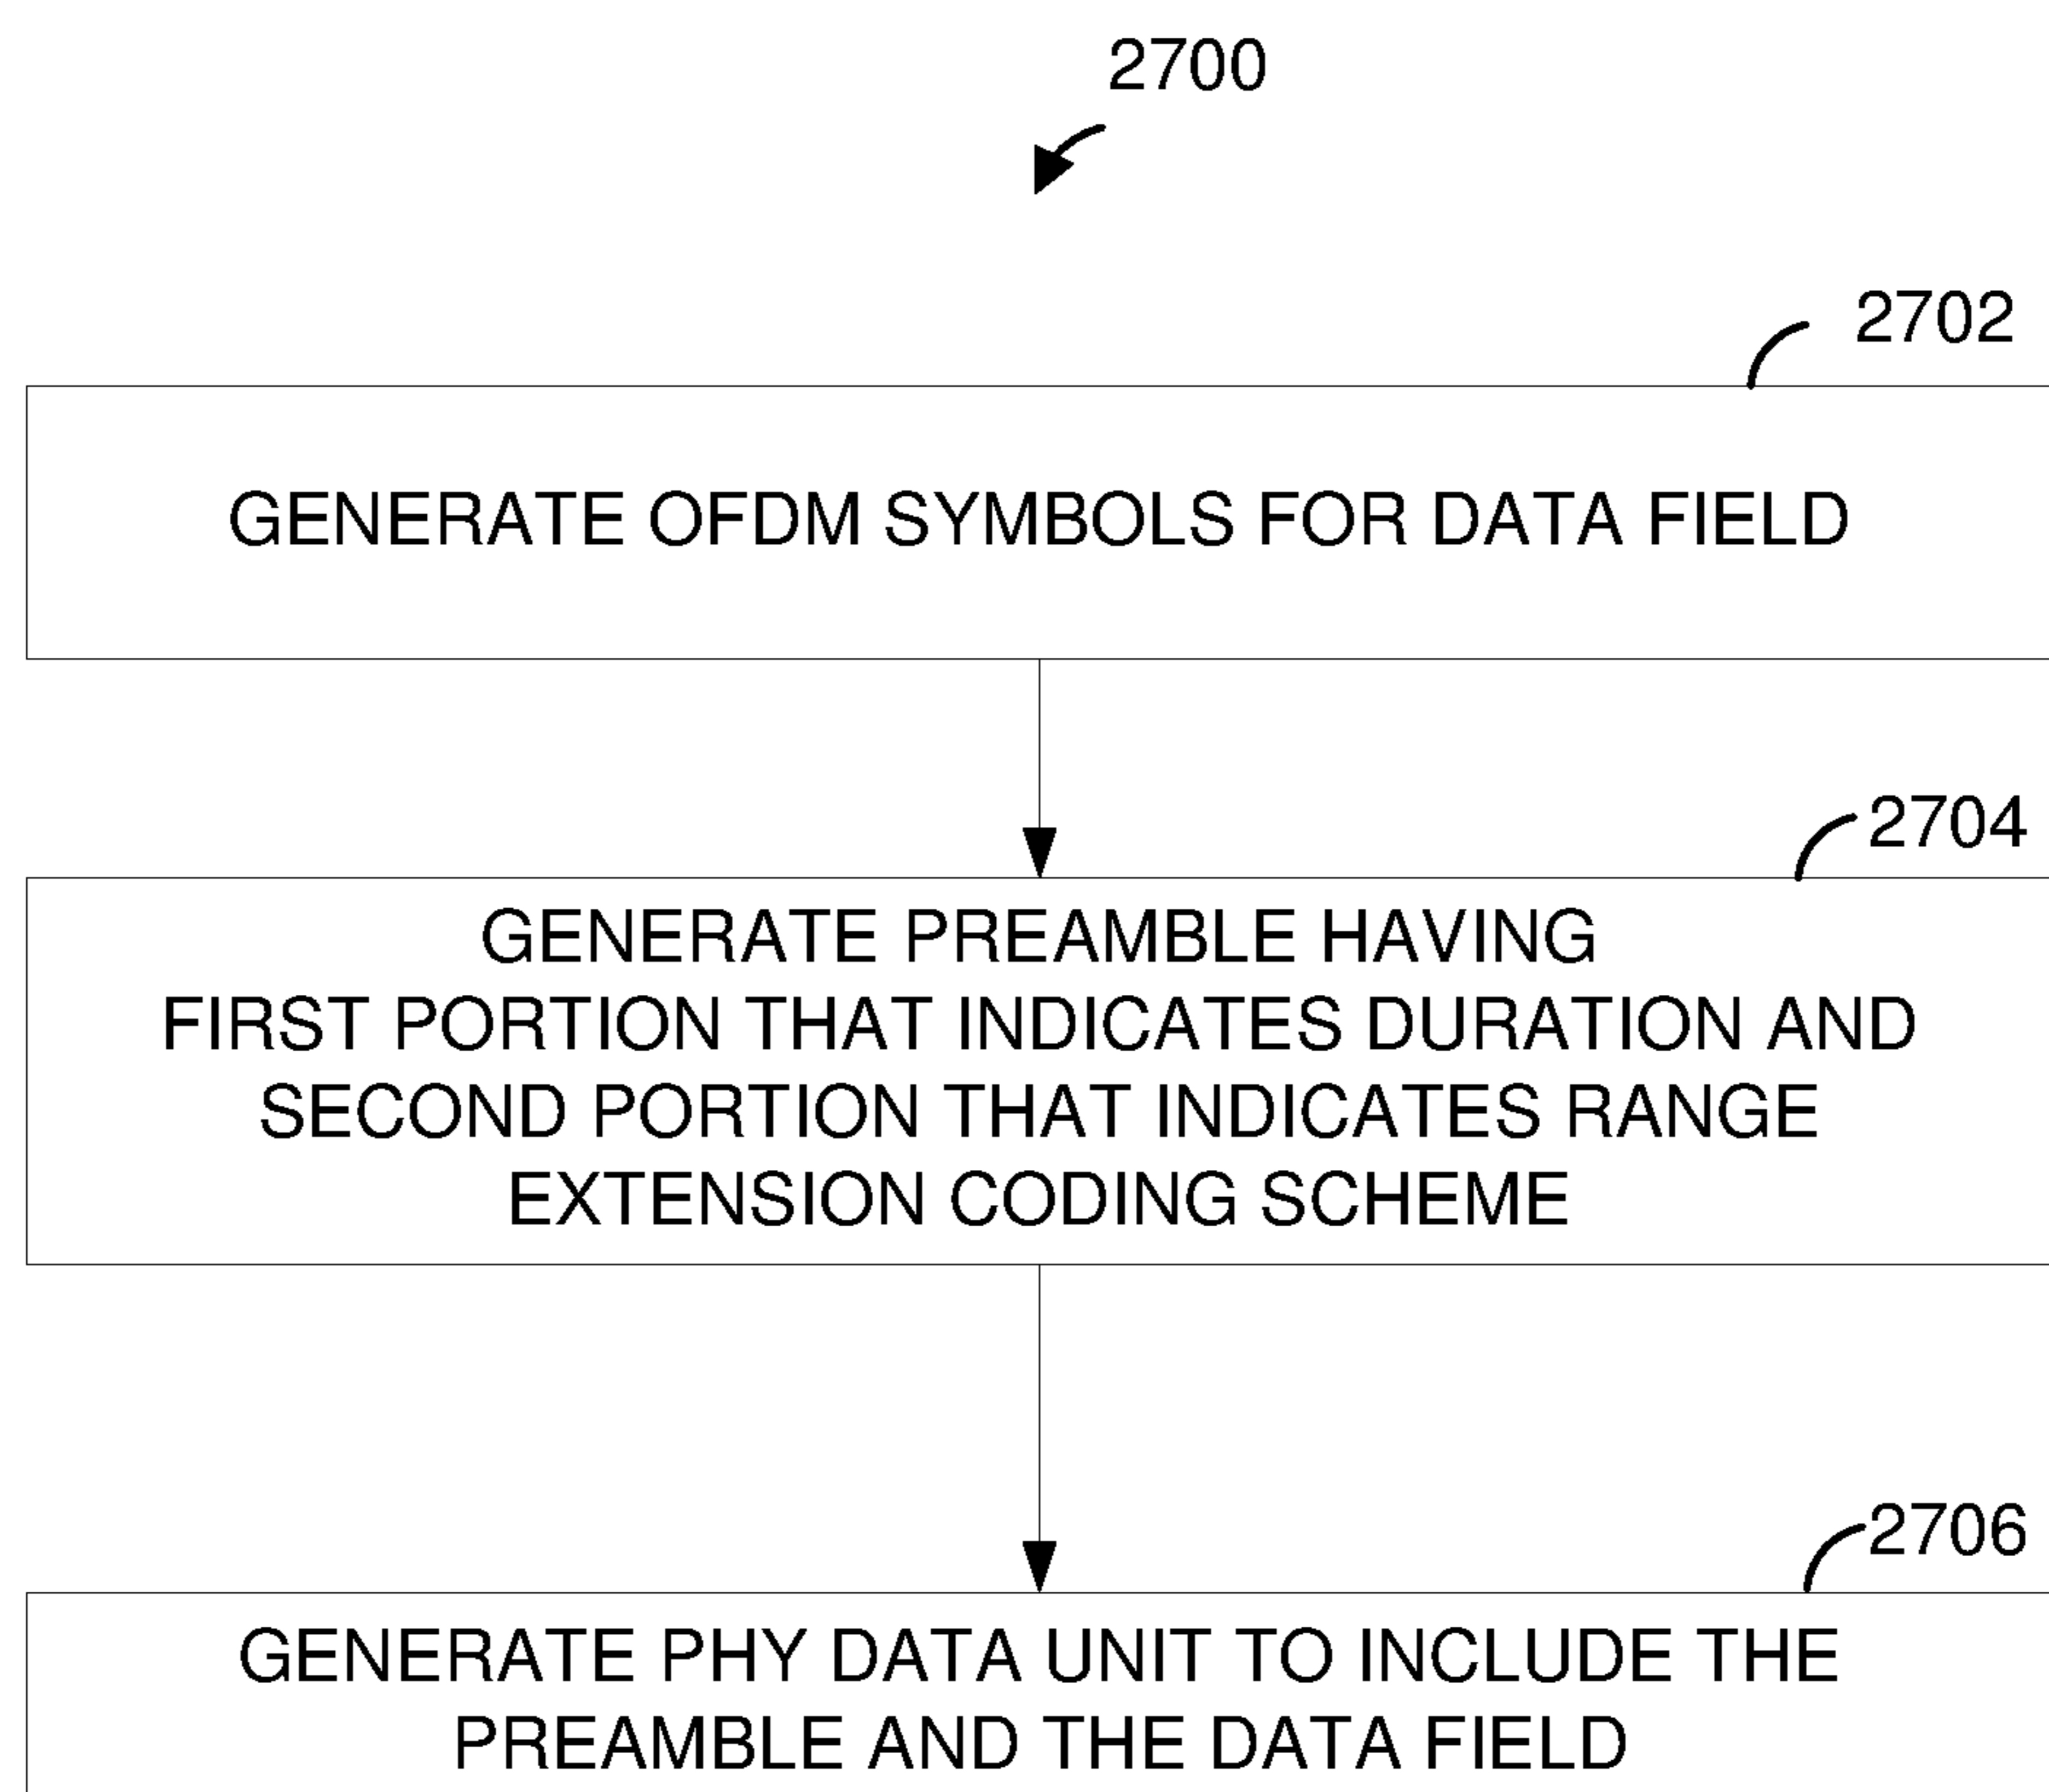 2700
2702
GENERATE OFDM SYMBOLS FOR DATA FIELD
2704
GENERATE PREAMBLE HAVING
FIRST PORTION THAT INDICATES DURATION AND
SECOND PORTION THAT INDICATES RANGE
EXTENSION CODING SCHEME
2706
GENERATE PHY DATA UNIT TO INCLUDE THE
PREAMBLE AND THE DATA FIELD